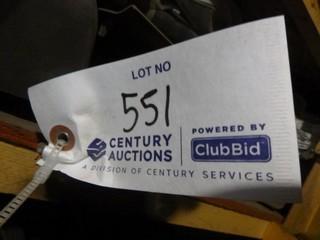 LOT NO
551
CENTURY AUCTIONS
POWERED BY
ClubBid
A DIVISION OF CENTURY SERVICES